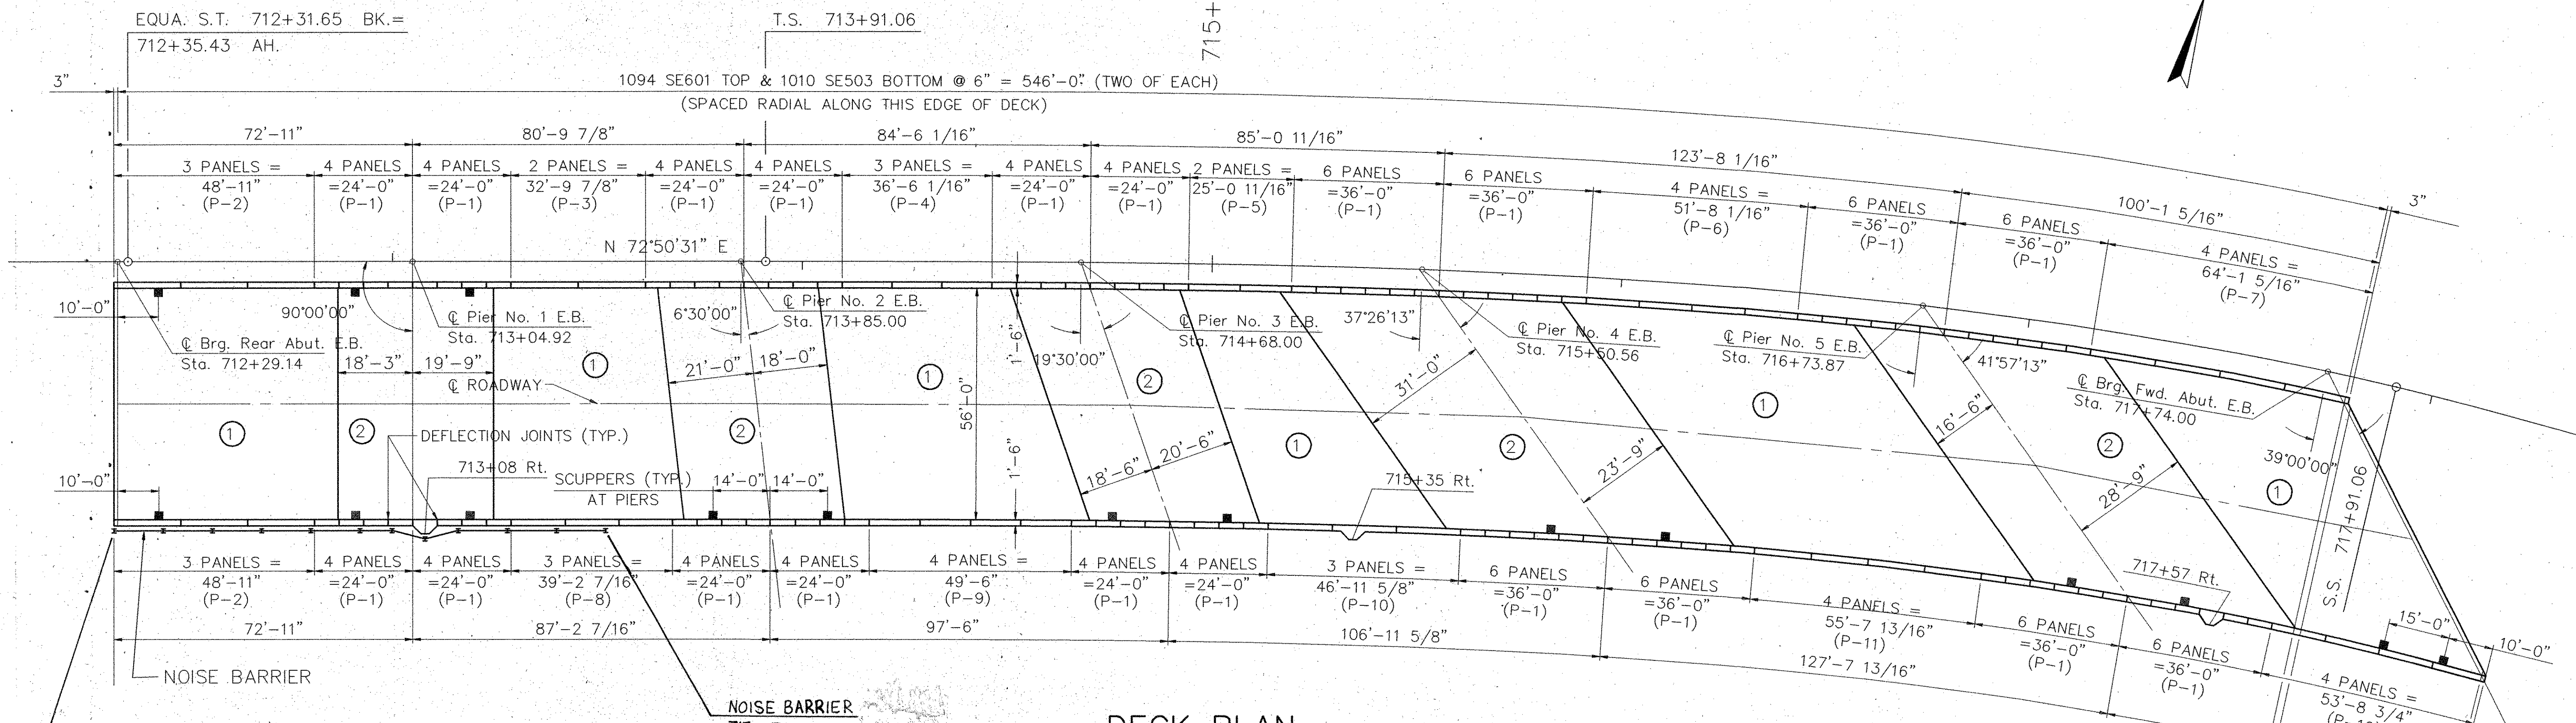 EQUA. S.T. 712+31.65 BK.=
712+35.43 AH.
T.S. 713+91.06
715+
3"
1094 SE601 TOP & 1010 SE503 BOTTOM @ 6" = 546'-0" (TWO OF EACH)
(SPACED RADIAL ALONG THIS EDGE OF DECK)
3"
72'-11"
80'-9 7/8"
84'-6 1/16"
85'-0 11/16"
123'-8 1/16"
100'-1 5/16"
3 PANELS =
48'-11"
(P-2)
4 PANELS
=24'-0"
(P-1)
4 PANELS
=24'-0"
(P-1)
2 PANELS =
32'-9 7/8"
(P-3)
4 PANELS
=24'-0"
(P-1)
4 PANELS
=24'-0"
(P-1)
3 PANELS =
36'-6 1/16"
(P-4)
4 PANELS
=24'-0"
(P-1)
4 PANELS
=24'-0"
(P-1)
2 PANELS =
25'-0 11/16"
(P-5)
6 PANELS
=36'-0"
(P-1)
6 PANELS
=36'-0"
(P-1)
4 PANELS =
51'-8 1/16"
(P-6)
6 PANELS
=36'-0"
(P-1)
6 PANELS
=36'-0"
(P-1)
4 PANELS =
64'-1 5/16"
(P-7)
N 72°50'31" E
10'-0"
90°00'00"
℄ Brg. Rear Abut. E.B.
Sta. 712+29.14
℄ Pier No. 1 E.B.
Sta. 713+04.92
6°30'00"
℄ Pier No. 2 E.B.
Sta. 713+85.00
1'-6"
19°30'00"
℄ Pier No. 3 E.B.
Sta. 714+68.00
37°26'13"
℄ Pier No. 4 E.B.
Sta. 715+50.56
℄ Pier No. 5 E.B.
Sta. 716+73.87
41°57'13"
℄ Brg. Fwd. Abut. E.B.
Sta. 717+74.00
39°00'00"
S.S. 717+91.06
18'-3"
19'-9"
21'-0"
18'-0"
56'-0"
18'-6"
20'-6"
31'-0"
23'-9"
16'-6"
28'-9"
℄ ROADWAY
1
2
1
2
1
2
1
2
1
2
1
DEFLECTION JOINTS (TYP.)
713+08 Rt.
SCUPPERS (TYP.)
AT PIERS
14'-0"
14'-0"
1'-6"
715+35 Rt.
717+57 Rt.
10'-0"
15'-0"
10'-0"
3 PANELS =
48'-11"
(P-2)
4 PANELS
=24'-0"
(P-1)
4 PANELS
=24'-0"
(P-1)
3 PANELS =
39'-2 7/16"
(P-8)
4 PANELS
=24'-0"
(P-1)
4 PANELS
=24'-0"
(P-1)
4 PANELS =
49'-6"
(P-9)
4 PANELS
=24'-0"
(P-1)
4 PANELS
=24'-0"
(P-1)
3 PANELS =
46'-11 5/8"
(P-10)
6 PANELS
=36'-0"
(P-1)
6 PANELS
=36'-0"
(P-1)
4 PANELS =
55'-7 13/16"
(P-11)
6 PANELS
=36'-0"
(P-1)
6 PANELS
=36'-0"
(P-1)
4 PANELS =
53'-8 3/4"
72'-11"
87'-2 7/16"
97'-6"
106'-11 5/8"
127'-7 13/16"
NOISE BARRIER
NOISE BARRIER
DECK PLAN